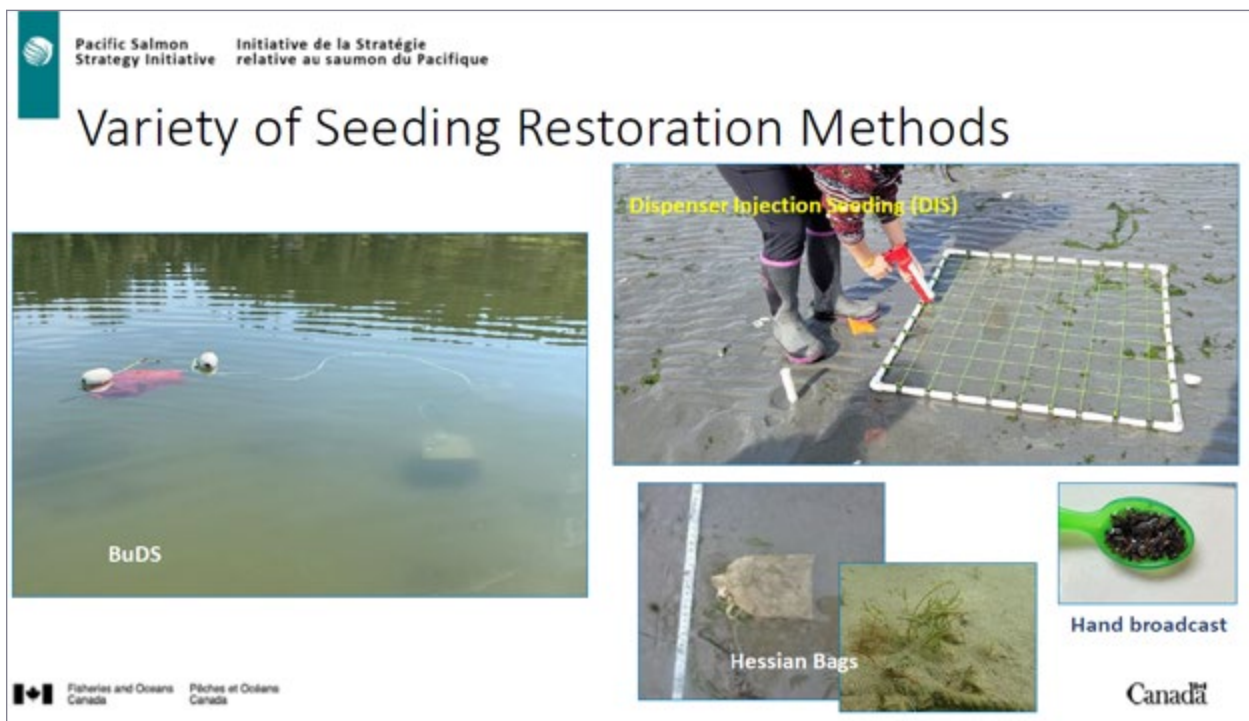 Pacific Salmon
Strategy Initiative
Initiative de la Stratégie
relative au saumon du Pacifique
Variety of Seeding Restoration Methods
Dispenser Injection Seeding (DIS)
BuDS
Hessian Bags
Hand broadcast
Fisheries and Oceans
Canada
Pêches et Océans
Canada
Canada